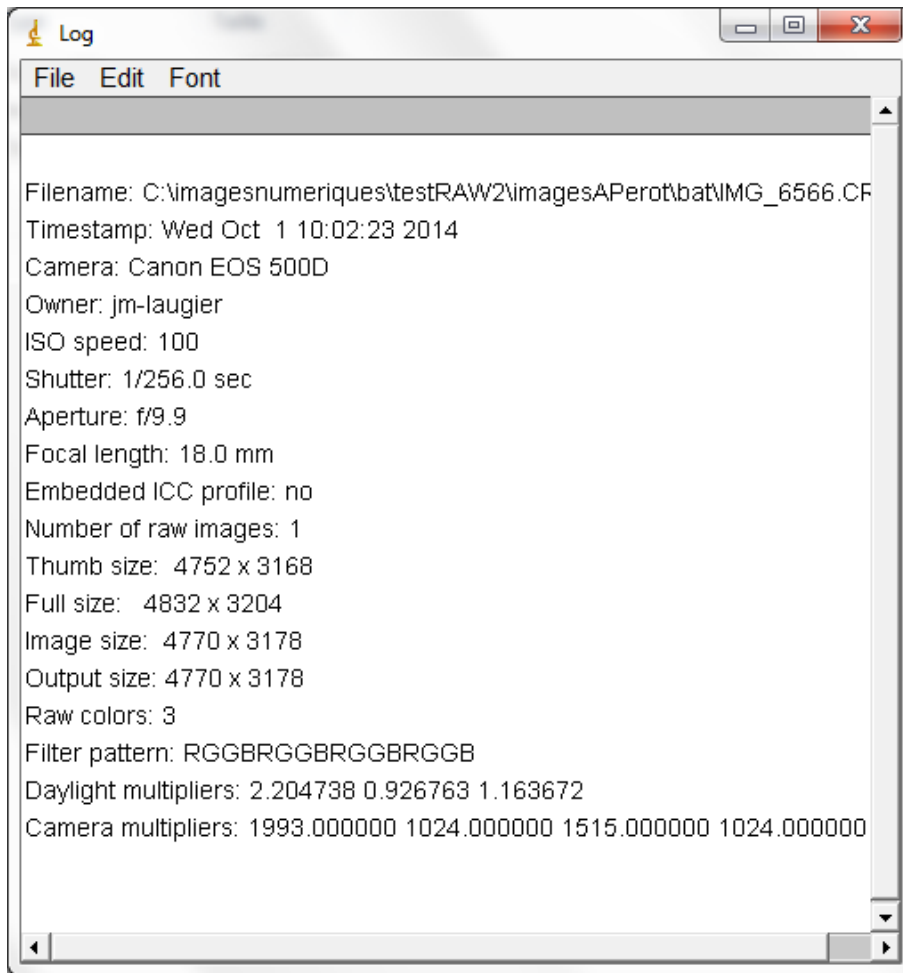 Log
File Edit Font
Filename: C:\imagesnumeriques\testRAW2\imagesAPerot\bat\IMG_6566.CR
Timestamp: Wed Oct  1 10:02:23 2014
Camera: Canon EOS 500D
Owner: jm-laugier
ISO speed: 100
Shutter: 1/256.0 sec
Aperture: f/9.9
Focal length: 18.0 mm
Embedded ICC profile: no
Number of raw images: 1
Thumb size:  4752 x 3168
Full size:   4832 x 3204
Image size:  4770 x 3178
Output size: 4770 x 3178
Raw colors: 3
Filter pattern: RGGBRGGBRGGBRGGB
Daylight multipliers: 2.204738 0.926763 1.163672
Camera multipliers: 1993.000000 1024.000000 1515.000000 1024.000000